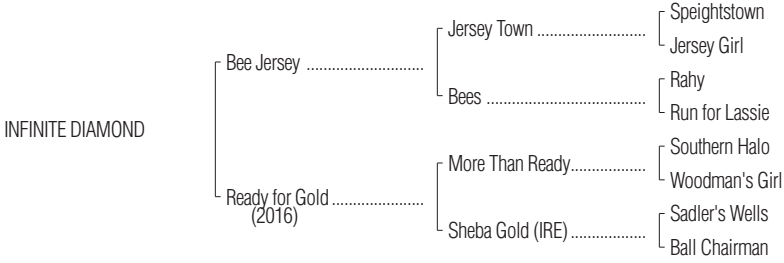 Speightstown
Jersey Town ..........................
Jersey Girl
Bee Jersey ............................
Rahy
Bees ......................................
Run for Lassie
INFINITE DIAMOND
Southern Halo
More Than Ready..................
Woodman's Girl
Ready for Gold ......................
(2016)
Sadler's Wells
Sheba Gold (IRE) ..................
Ball Chairman